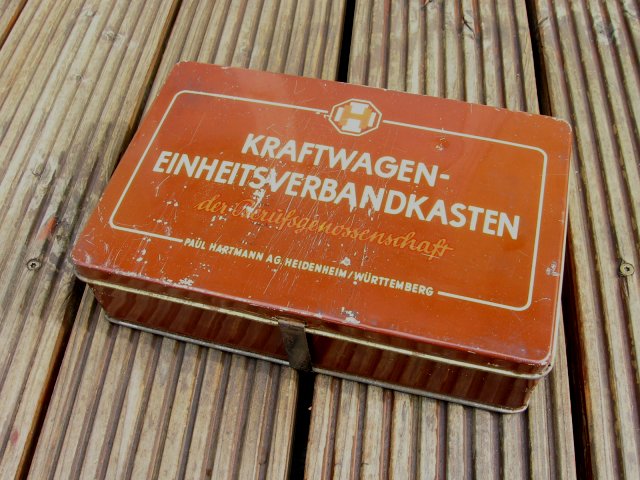 H
KRAFTWAGEN-
EINHEITSVERBANDKASTEN
der Berufsgenossenschaft
PAUL HARTMANN AG. HEIDENHEIM/WÜRTTEMBERG